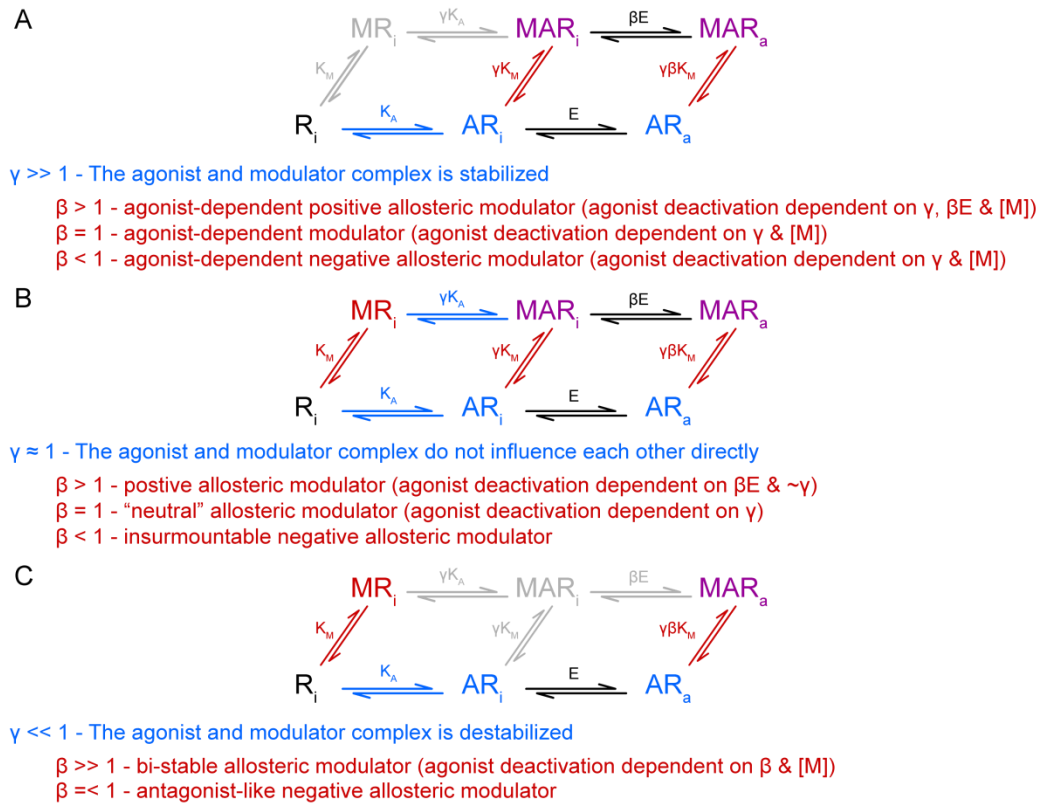 A
MRi γKA MARi βE MARa
KM γKM γβKM
Ri KA ARi E ARa
γ >> 1 - The agonist and modulator complex is stabilized
β > 1 - agonist-dependent positive allosteric modulator (agonist deactivation dependent on γ, βE & [M])
β = 1 - agonist-dependent modulator (agonist deactivation dependent on γ & [M])
β < 1 - agonist-dependent negative allosteric modulator (agonist deactivation dependent on γ & [M])
B
MRi γKA MARi βE MARa
KM γKM γβKM
Ri KA ARi E ARa
γ ≈ 1 - The agonist and modulator complex do not influence each other directly
β > 1 - postive allosteric modulator (agonist deactivation dependent on βE & ~γ)
β = 1 - “neutral” allosteric modulator (agonist deactivation dependent on γ)
β < 1 - insurmountable negative allosteric modulator
C
MRi γKA MARi βE MARa
KM γKM γβKM
Ri KA ARi E ARa
γ << 1 - The agonist and modulator complex is destabilized
β >> 1 - bi-stable allosteric modulator (agonist deactivation dependent on β & [M])
β =< 1 - antagonist-like negative allosteric modulator